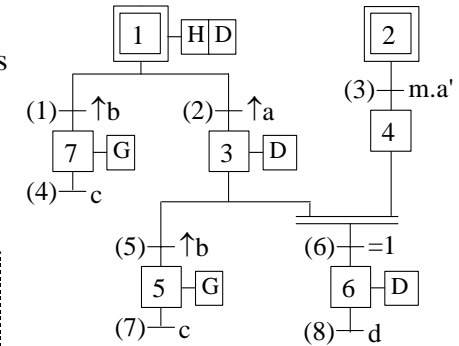 1 H D 2
s
(3) m.a'
(1) ↑b (2) ↑a
4
7 G 3 D
(4) c
(5) ↑b (6) =1
5 G 6 D
(7) c (8) d